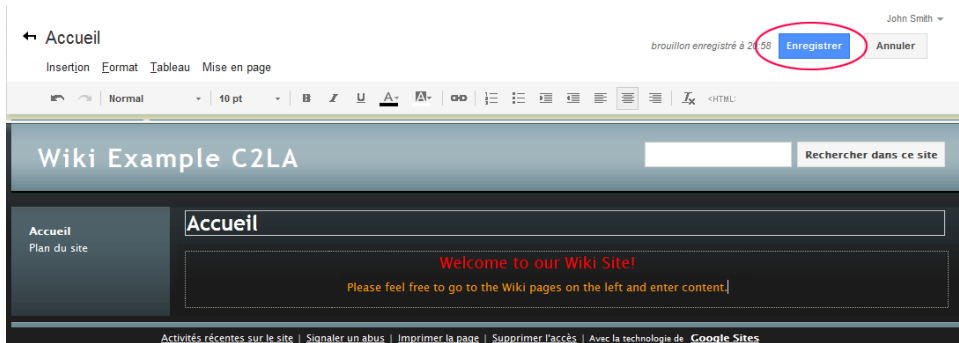 John Smith
Accueil
brouillon enregistré à 20:58 Enregistrer Annuler
Insertion Format Tableau Mise en page
Normal 10 pt B I U A A Ix <HTML:
Wiki Example C2LA
Rechercher dans ce site
Accueil
Accueil
Plan du site
Welcome to our Wiki Site!
Please feel free to go to the Wiki pages on the left and enter content.
Activités récentes sur le site | Signaler un abus | Imprimer la page | Supprimer l'accès | Avec la technologie de Google Sites